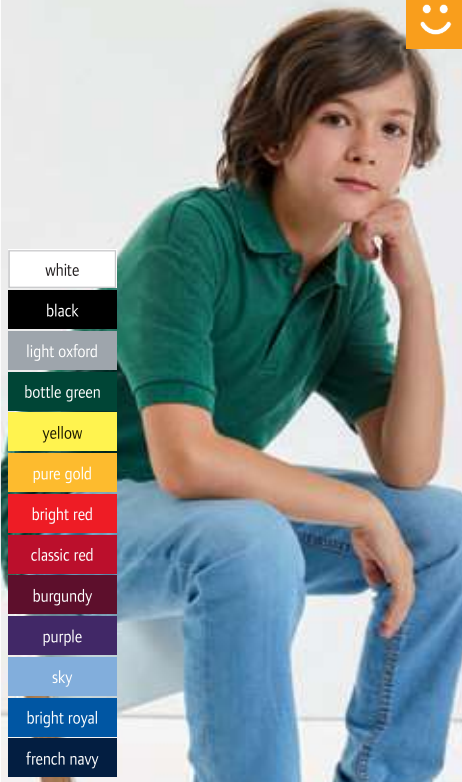 white
black
light oxford
bottle green
yellow
pure gold
bright red
classic red
burgundy
purple
sky
bright royal
french navy